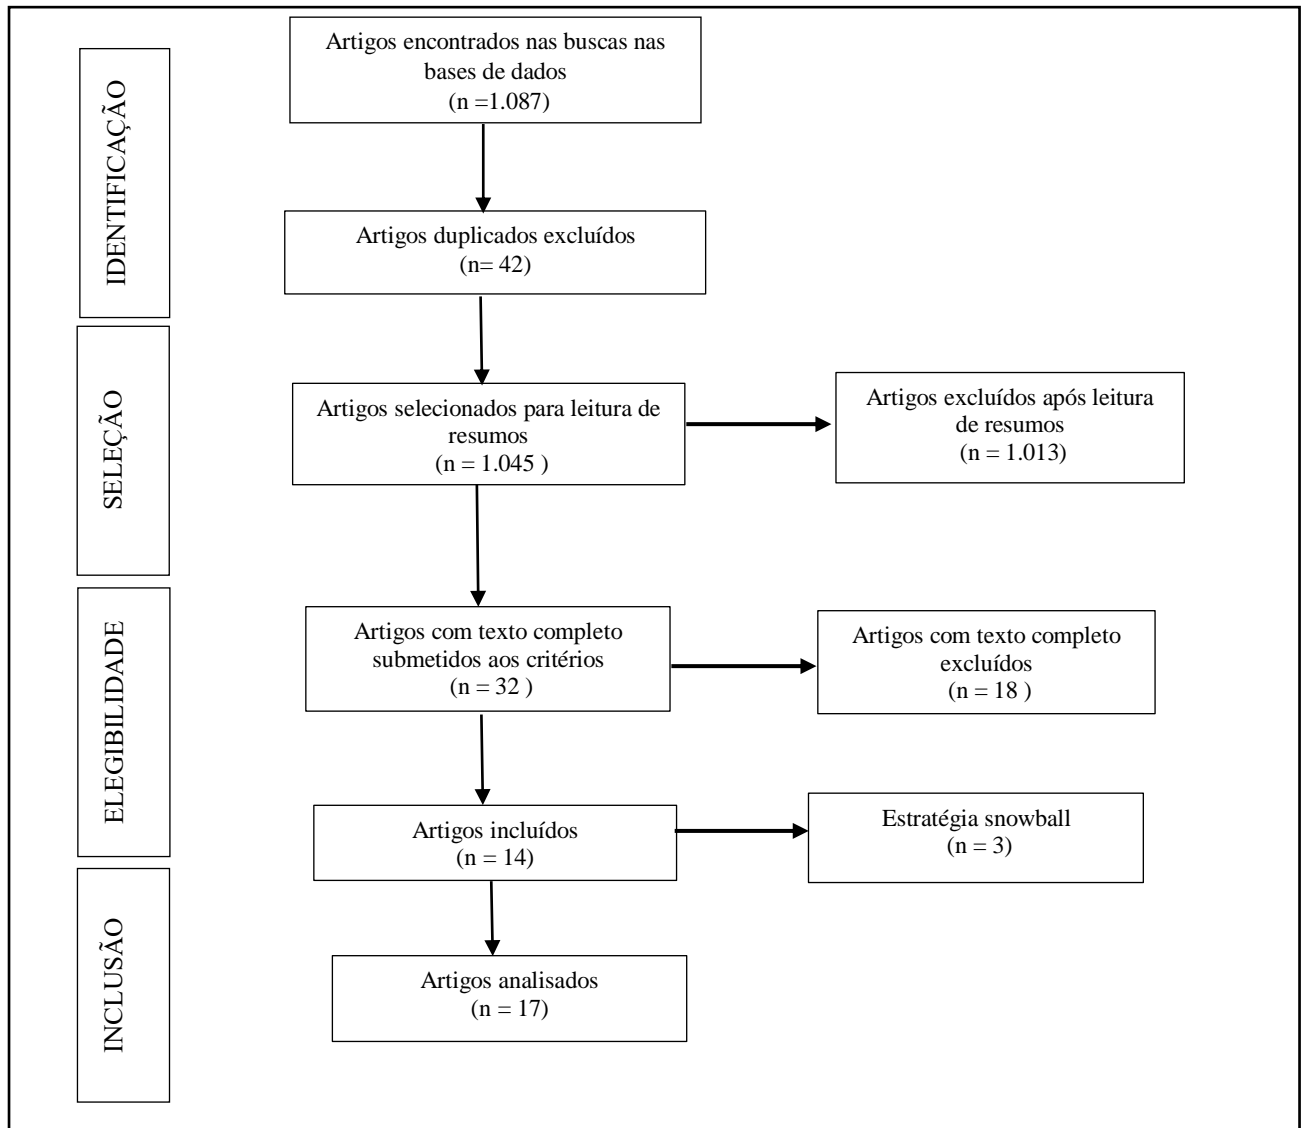 IDENTIFICAÇÃO
Artigos encontrados nas buscas nas
bases de dados
(n =1.087)
Artigos duplicados excluídos
(n= 42)
SELEÇÃO
Artigos selecionados para leitura de
resumos
(n = 1.045 )
Artigos excluídos após leitura
de resumos
(n = 1.013)
ELEGIBILIDADE
Artigos com texto completo
submetidos aos critérios
(n = 32 )
Artigos com texto completo
excluídos
(n = 18 )
Artigos incluídos
(n = 14)
Estratégia snowball
(n = 3)
INCLUSÃO
Artigos analisados
(n = 17)